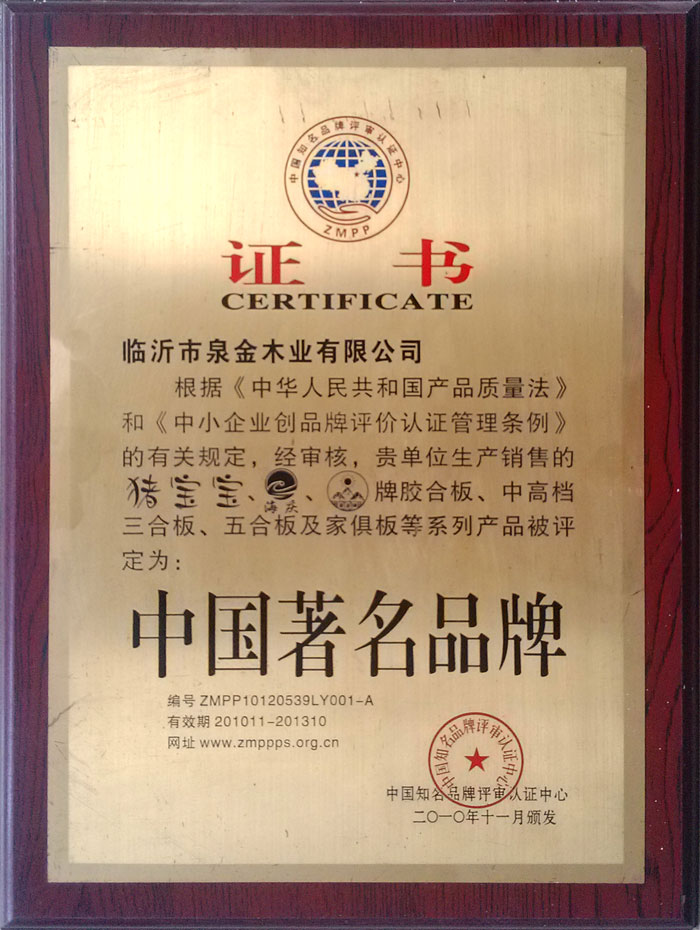 中国知名品牌评审认证中心
ZMPP
证 书
CERTIFICATE
临沂市泉金木业有限公司
根据《中华人民共和国产品质量法》
和《中小企业创品牌评价认证管理条例》
的有关规定，经审核，贵单位生产销售的
猪宝宝、海庆、牌胶合板、中高档
三合板、五合板及家俱板等系列产品被评
定为：
中国著名品牌
编号 ZMPP10120539LY001-A
有效期 201011-201310
网址 www.zmppps.org.cn
中国知名品牌评审认证中心
中国知名品牌评审认证中心
二〇一〇年十一月颁发